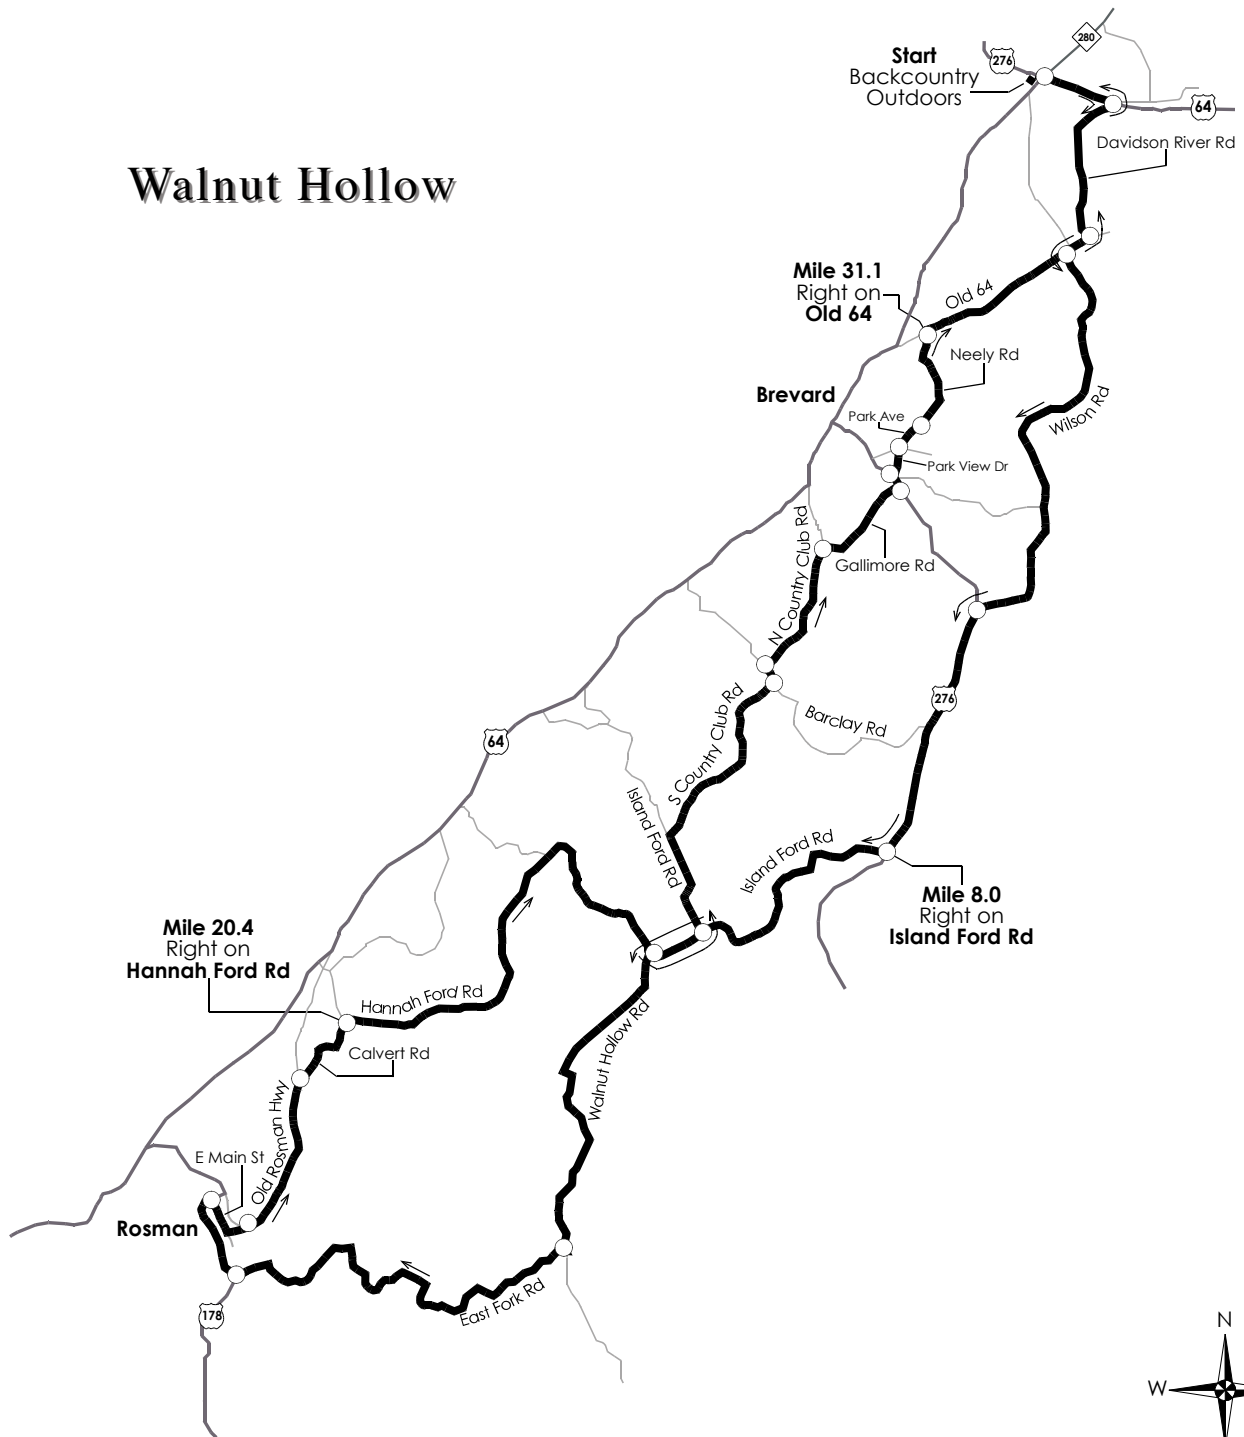 280
Start
276
Backcountry
Outdoors
64
Davidson River Rd
Walnut Hollow
Mile 31.1
Right on
Old 64
Old 64
Neely Rd
Brevard
Park Ave
Wilson Rd
Park View Dr
N Country Club Rd
Gallimore Rd
276
S Country Club Rd
Barclay Rd
64
Island Ford Rd
Island Ford Rd
Mile 8.0
Right on
Island Ford Rd
Mile 20.4
Right on
Hannah Ford Rd
Hannah Ford Rd
Walnut Hollow Rd
Calvert Rd
Old Rosman Hwy
E Main St
Rosman
East Fork Rd
178
N
W